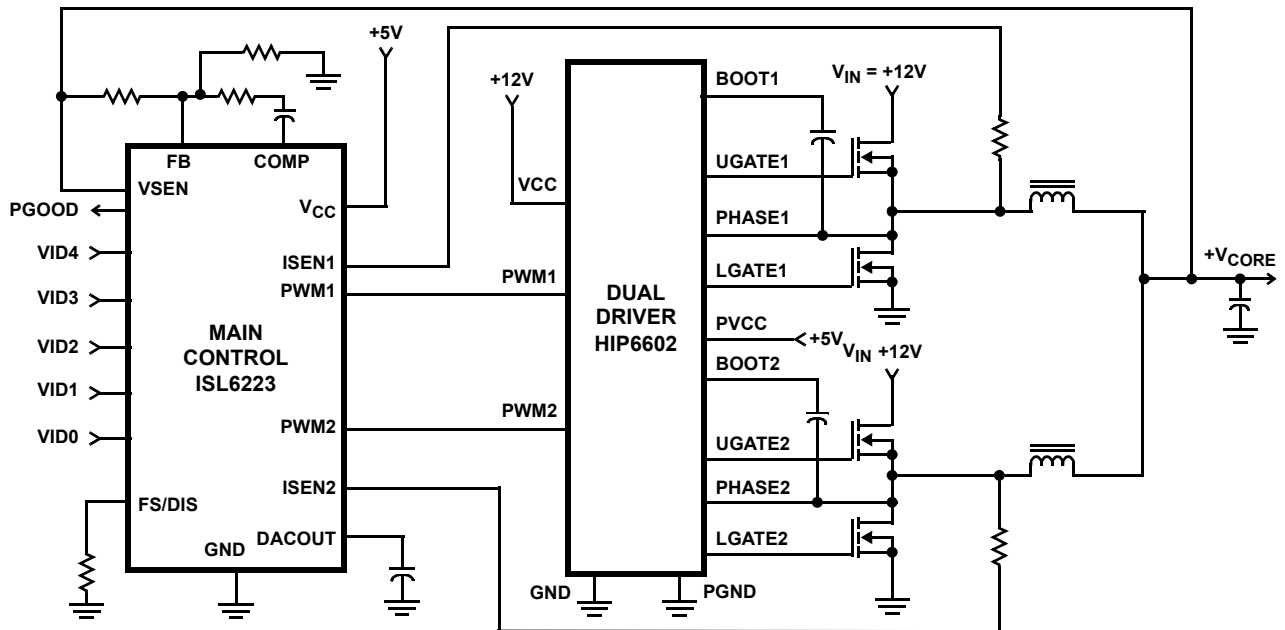 +5V
+12V
BOOT1
V_IN = +12V
FB
COMP
VSEN
PGOOD
V_CC
VCC
UGATE1
VID4
ISEN1
PHASE1
+V_CORE
VID3
PWM1
PWM1
LGATE1
MAIN
CONTROL
ISL6223
DUAL
DRIVER
HIP6602
PVCC
+5V
V_IN +12V
VID2
BOOT2
VID1
VID0
PWM2
PWM2
UGATE2
ISEN2
PHASE2
FS/DIS
DACOUT
LGATE2
GND
GND
PGND